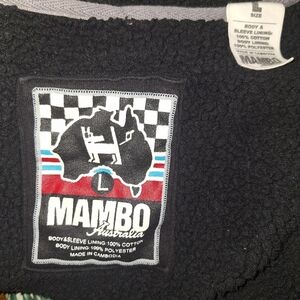 L
SIZE
BODY &
SLEEVE LINING:
100% COTTON
BODY LINING:
100% POLYESTER
MAMBO
L
MAMBO
Australia
BODY&SLEEVE LINING:100% COTTON
BODY LINING:100% POLYESTER
MADE IN CAMBODIA